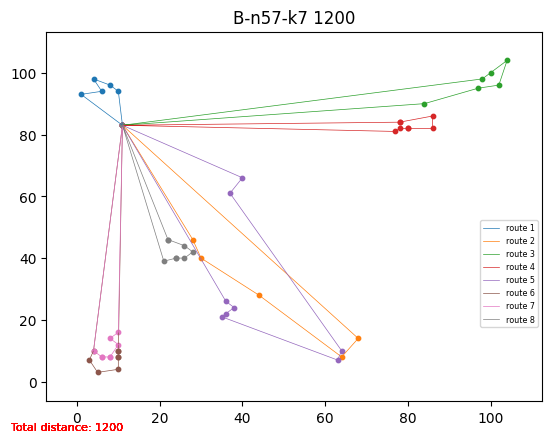 B-n57-k7 1200
100
80
60
40
20
0
0
20
40
60
80
100
route 1
route 2
route 3
route 4
route 5
route 6
route 7
route 8
Total distance: 1200